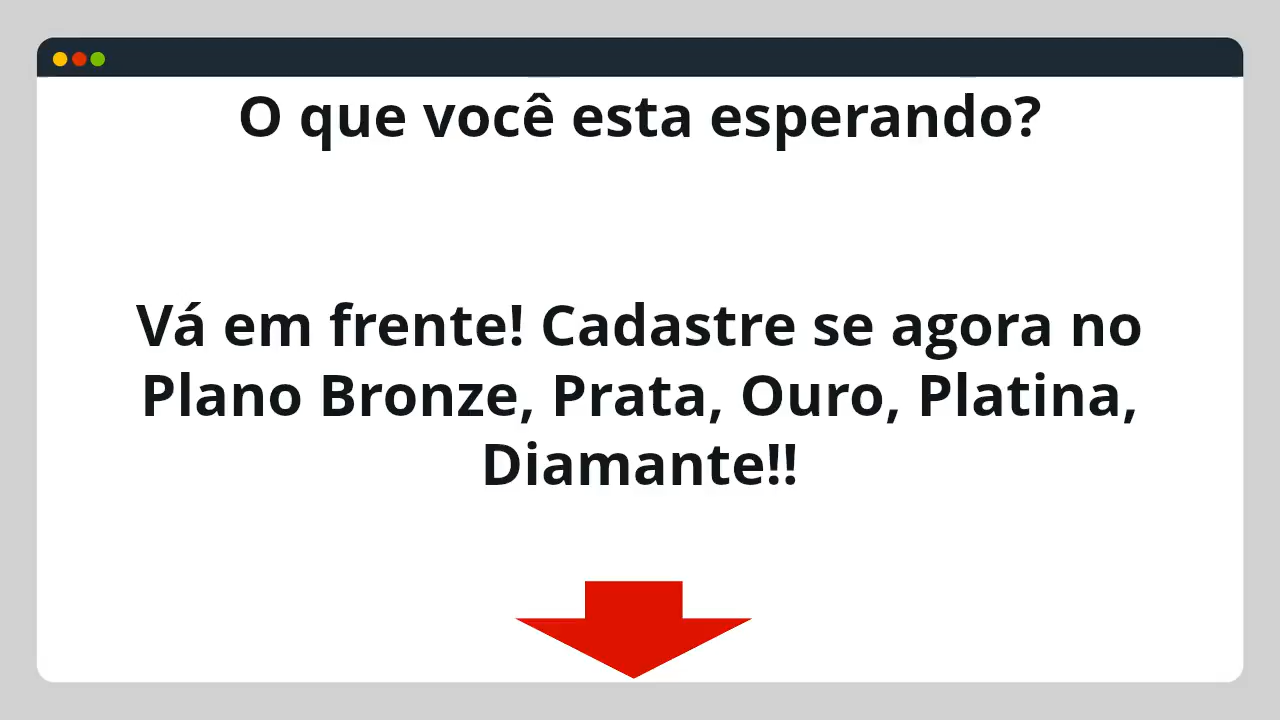 O que você esta esperando?
Vá em frente! Cadastre se agora no
Plano Bronze, Prata, Ouro, Platina,
Diamante!!